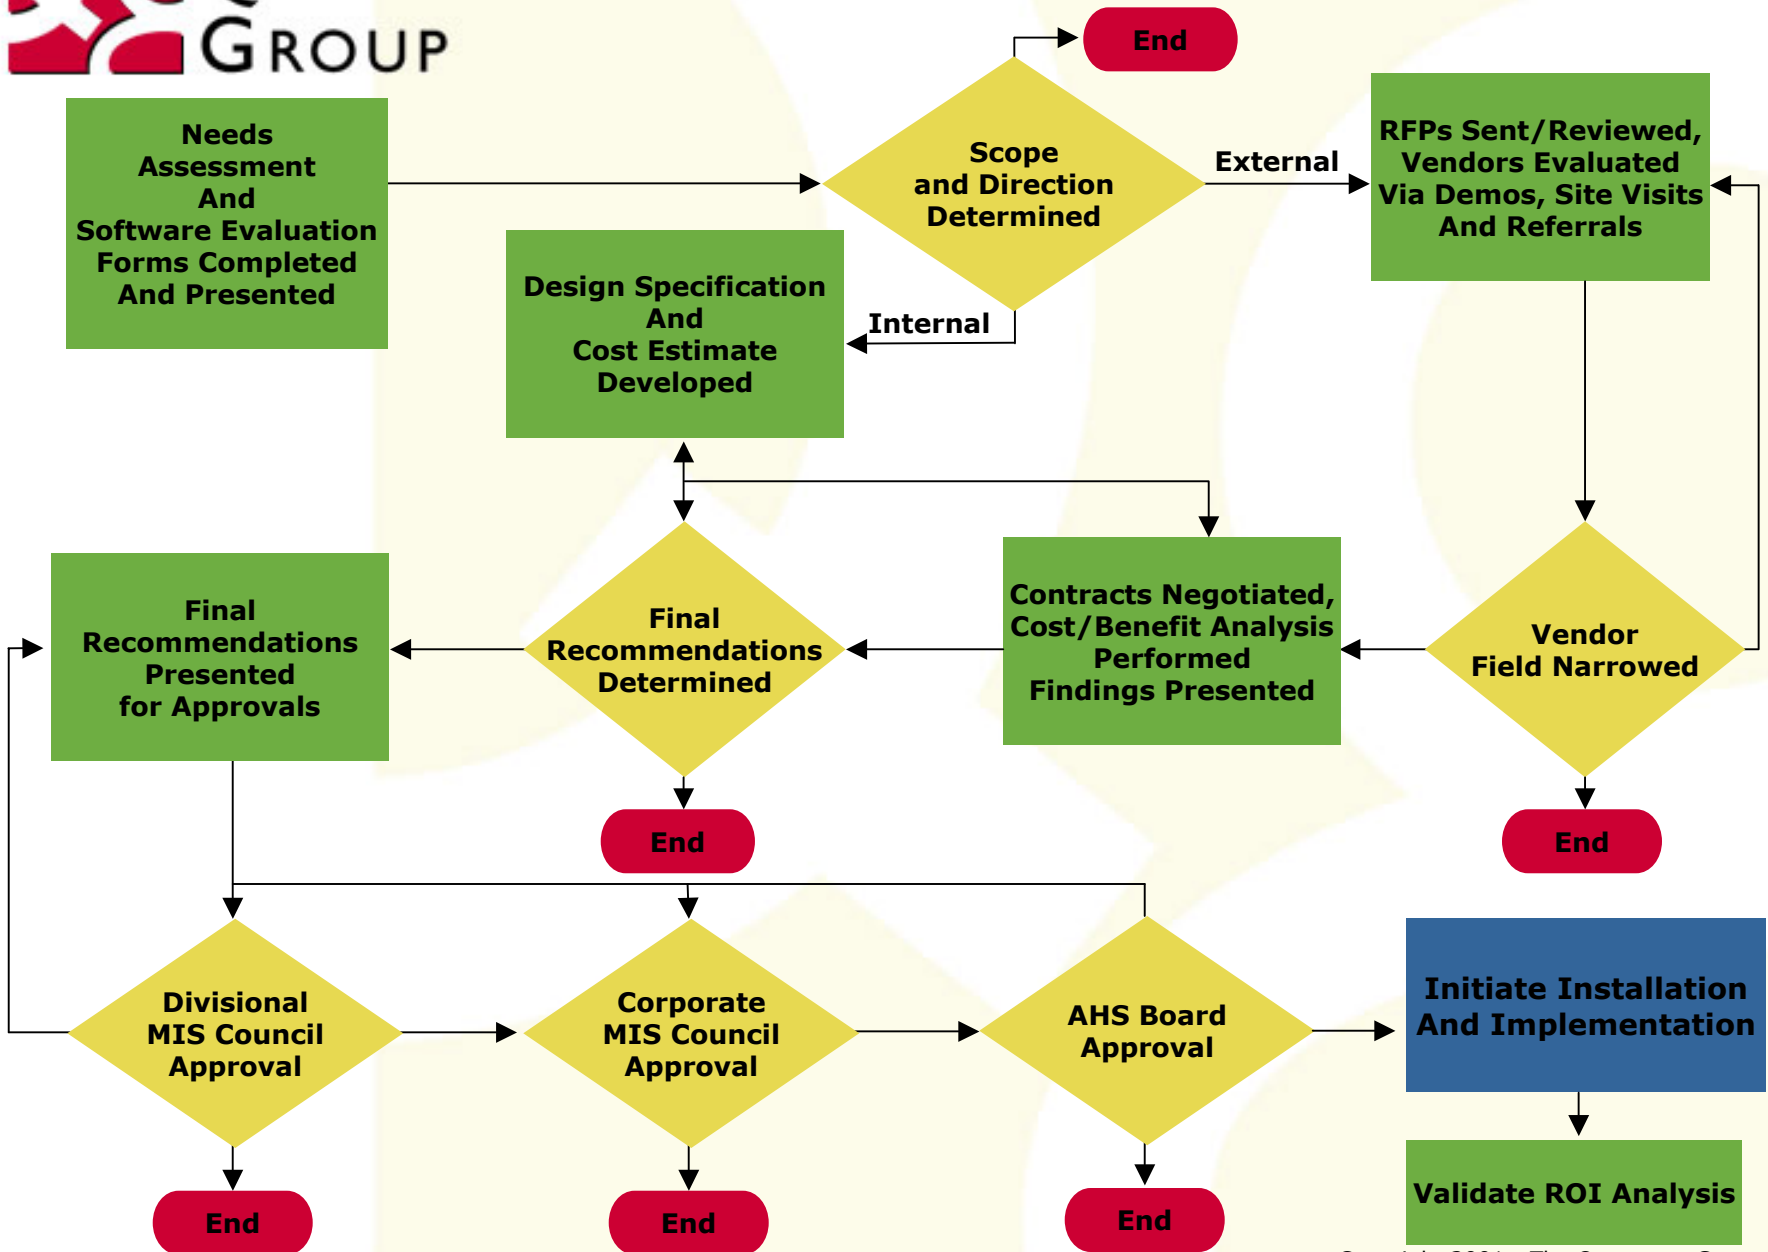 GROUP
End
Needs
Assessment
And
Software Evaluation
Forms Completed
And Presented
Scope
and Direction
Determined
External
RFPs Sent/Reviewed,
Vendors Evaluated
Via Demos, Site Visits
And Referrals
Design Specification
And
Cost Estimate
Developed
Internal
Final
Recommendations
Presented
for Approvals
Final
Recommendations
Determined
Contracts Negotiated,
Cost/Benefit Analysis
Performed
Findings Presented
Vendor
Field Narrowed
End
End
Divisional
MIS Council
Approval
Corporate
MIS Council
Approval
AHS Board
Approval
Initiate Installation
And Implementation
Validate ROI Analysis
End
End
End